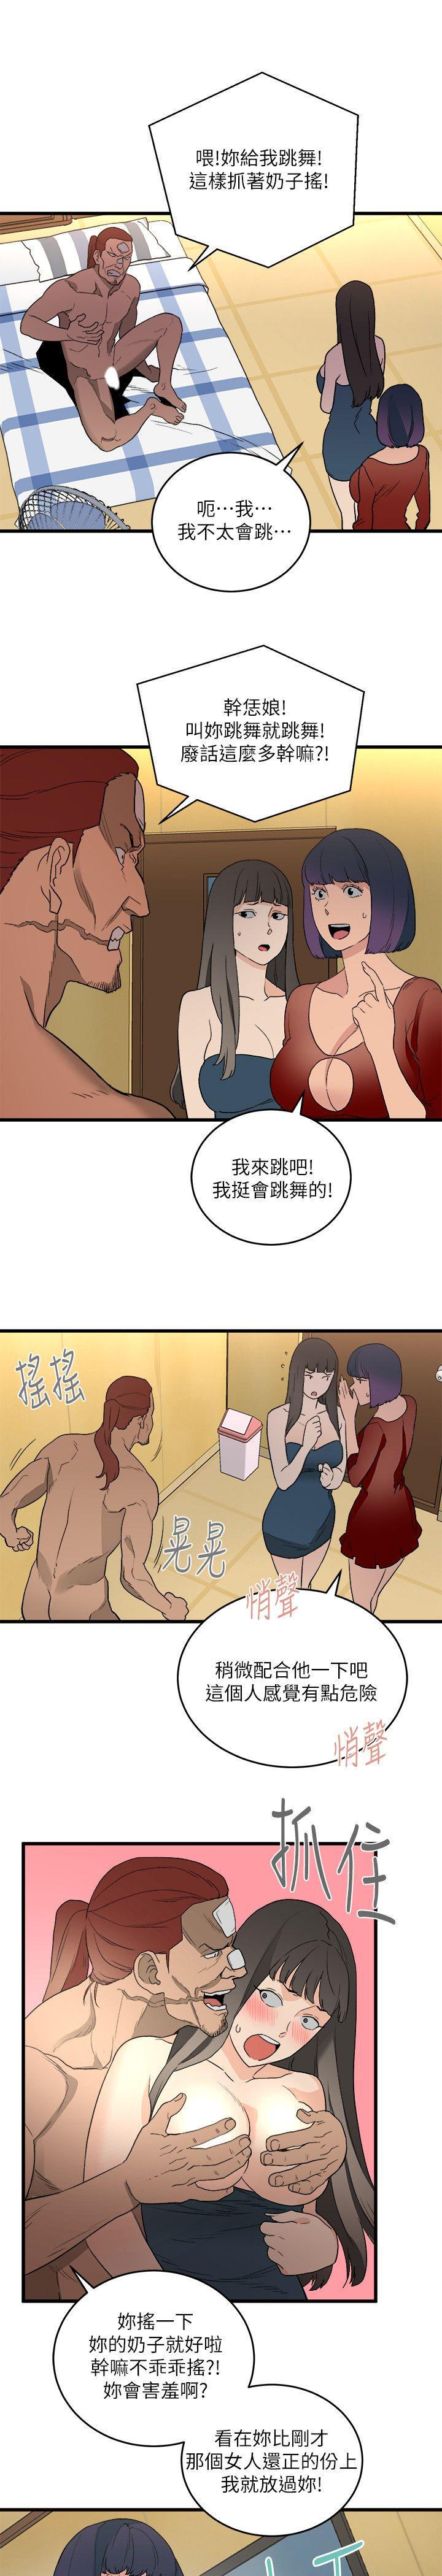 喂!妳給我跳舞!
這樣抓著奶子搖!
呃⋯我⋯
我不太會跳⋯
幹恁娘!
叫妳跳舞就跳舞!
廢話這麼多幹嘛?!
我來跳吧!
我挺會跳舞的!
搖搖
晃晃
悄聲
稍微配合他一下吧
這個人感覺有點危險
悄聲
抓住
妳搖一下
妳的奶子就好啦
幹嘛不乖乖搖?!
妳會害羞啊?
看在妳比剛才
那個女人還正的份上
我就放過妳!